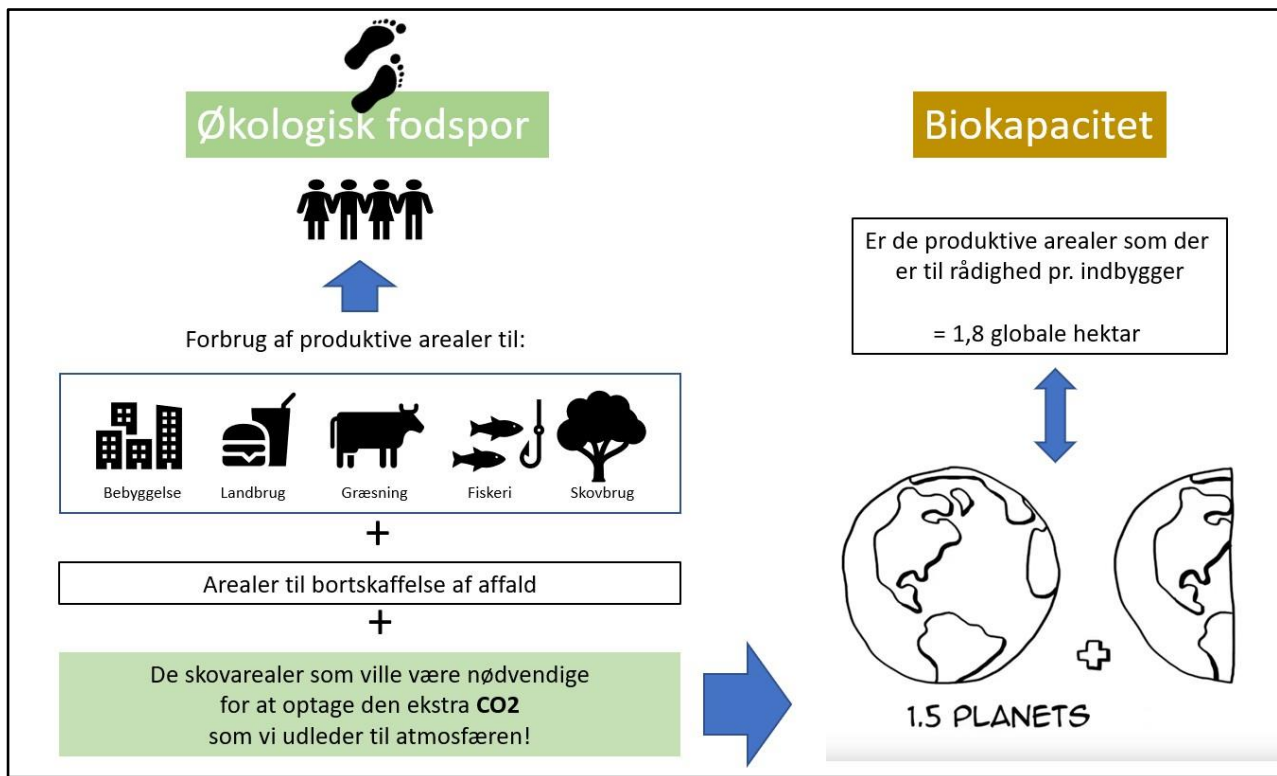 Økologisk fodspor
Forbrug af produktive arealer til:
Bebyggelse
Landbrug
Græsning
Fiskeri
Skovbrug
+
Arealer til bortskaffelse af affald
+
De skovarealer som ville være nødvendige
for at optage den ekstra CO2
som vi udleder til atmosfæren!
Biokapacitet
Er de produktive arealer som der
er til rådighed pr. indbygger
= 1,8 globale hektar
1.5 PLANETS